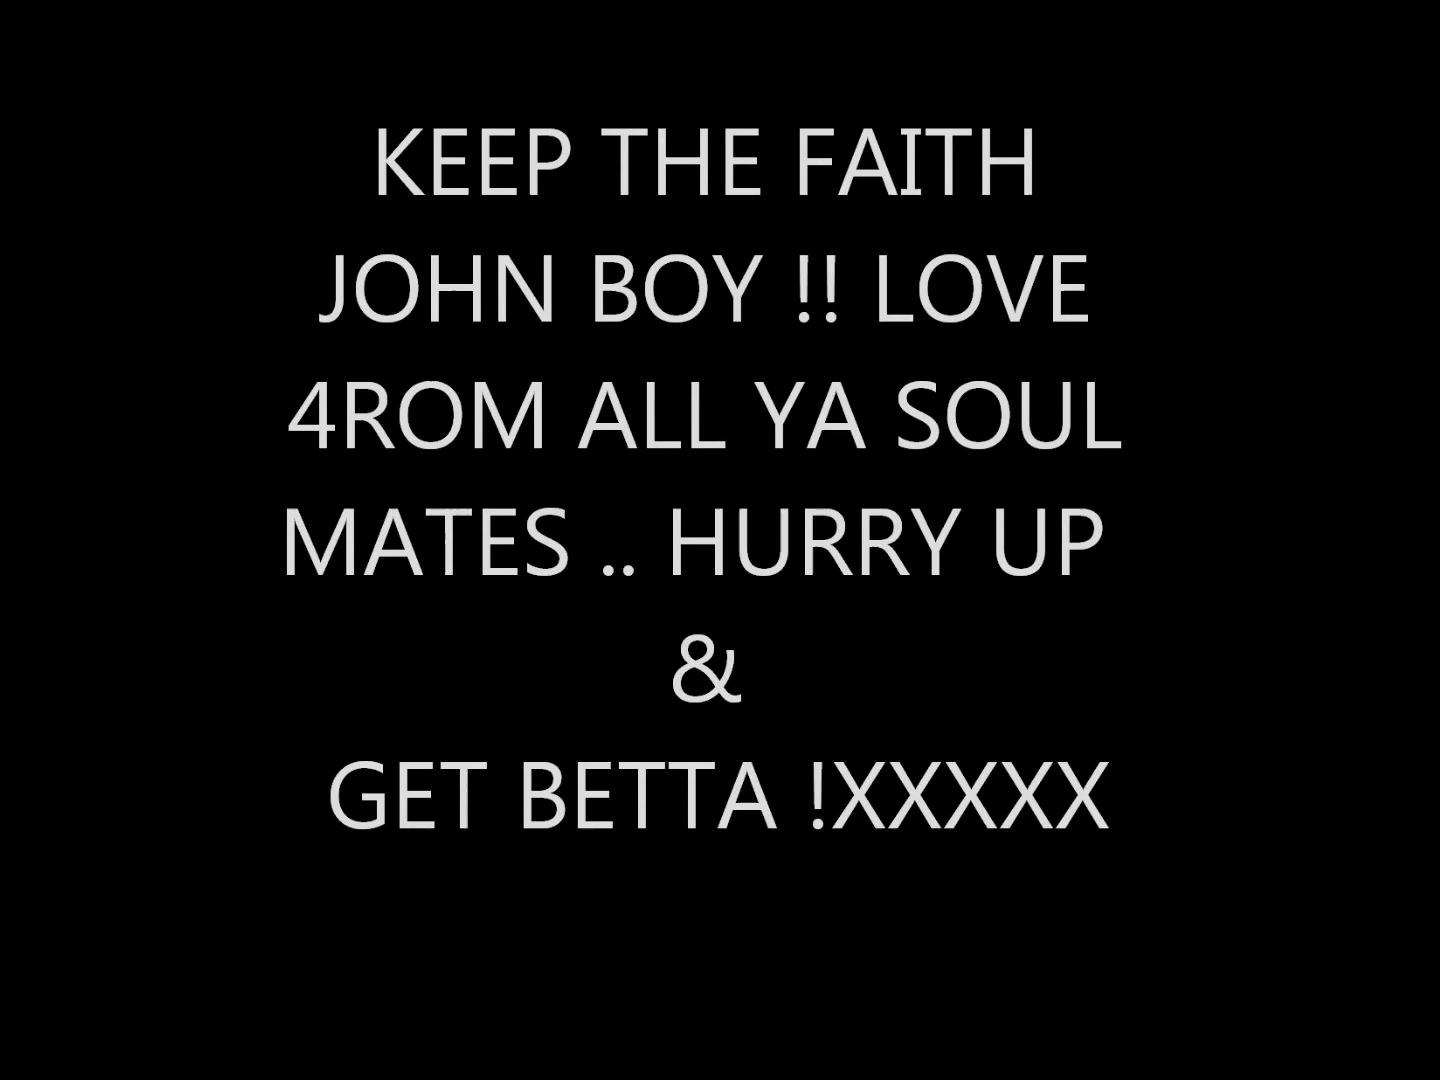 KEEP THE FAITH
JOHN BOY !! LOVE
4ROM ALL YA SOUL
MATES .. HURRY UP
&
GET BETTA !XXXXX